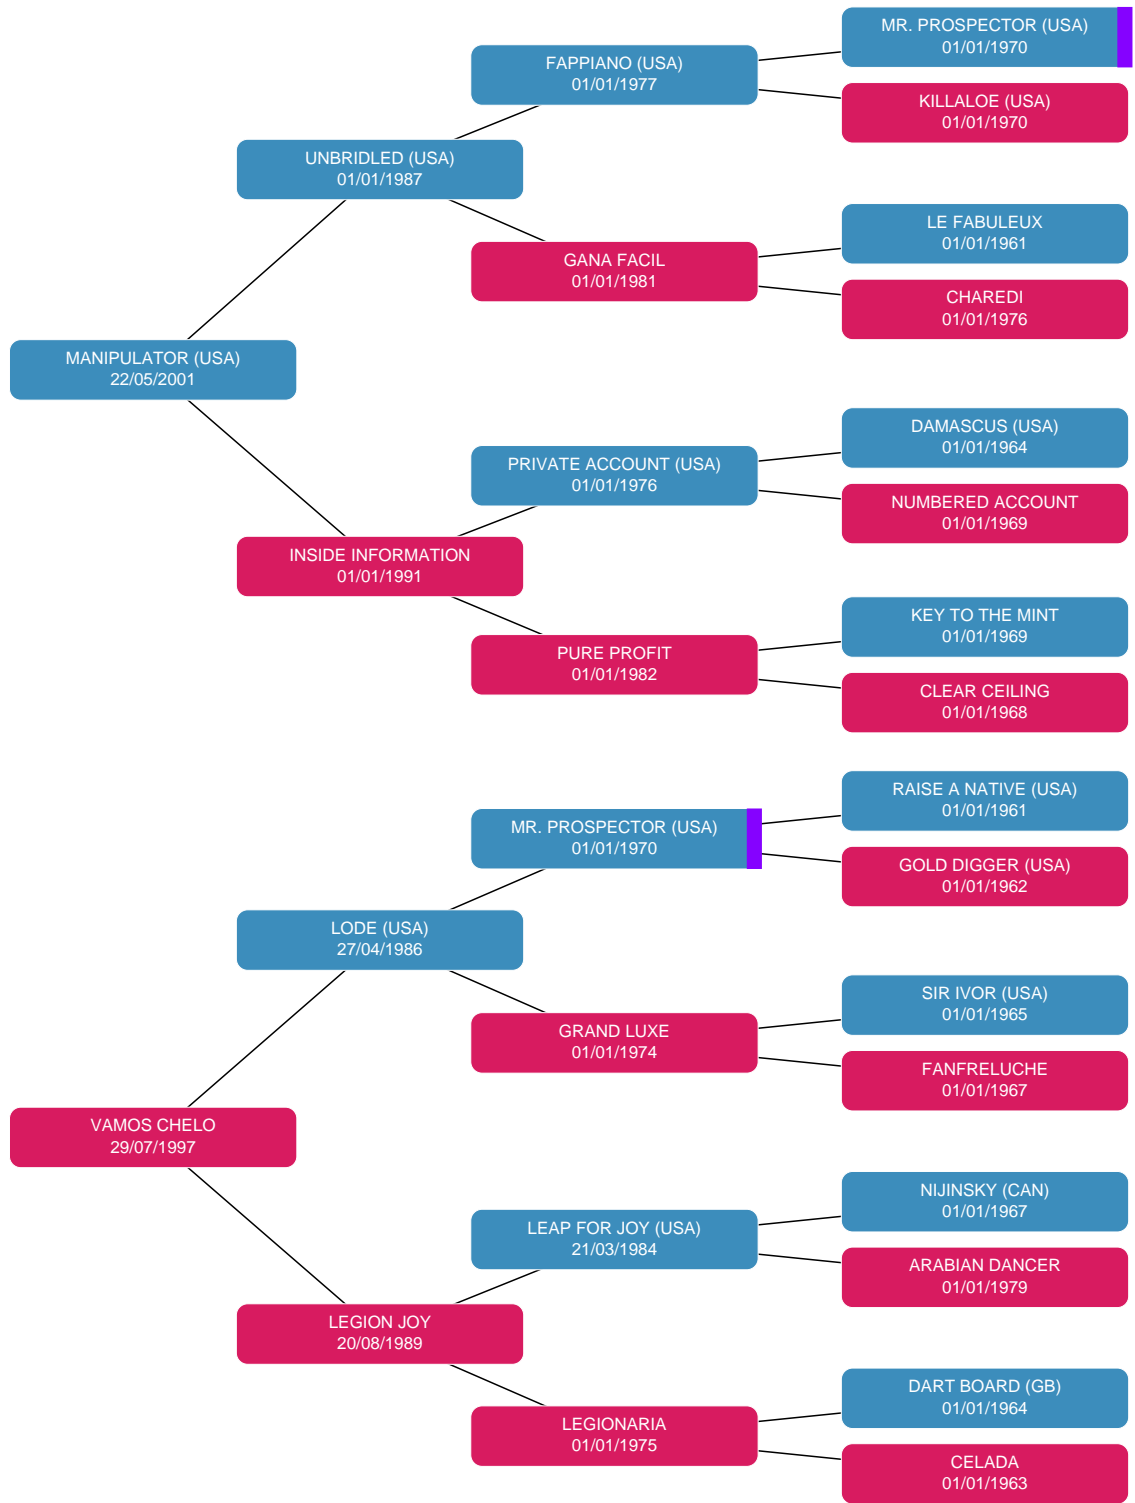 MR. PROSPECTOR (USA)
01/01/1970
FAPPIANO (USA)
01/01/1977
KILLALOE (USA)
01/01/1970
UNBRIDLED (USA)
01/01/1987
LE FABULEUX
01/01/1961
GANA FACIL
01/01/1981
CHAREDI
01/01/1976
MANIPULATOR (USA)
22/05/2001
DAMASCUS (USA)
01/01/1964
PRIVATE ACCOUNT (USA)
01/01/1976
NUMBERED ACCOUNT
01/01/1969
INSIDE INFORMATION
01/01/1991
KEY TO THE MINT
01/01/1969
PURE PROFIT
01/01/1982
CLEAR CEILING
01/01/1968
RAISE A NATIVE (USA)
01/01/1961
MR. PROSPECTOR (USA)
01/01/1970
GOLD DIGGER (USA)
01/01/1962
LODE (USA)
27/04/1986
SIR IVOR (USA)
01/01/1965
GRAND LUXE
01/01/1974
FANFRELUCHE
01/01/1967
VAMOS CHELO
29/07/1997
NIJINSKY (CAN)
01/01/1967
LEAP FOR JOY (USA)
21/03/1984
ARABIAN DANCER
01/01/1979
LEGION JOY
20/08/1989
DART BOARD (GB)
01/01/1964
LEGIONARIA
01/01/1975
CELADA
01/01/1963